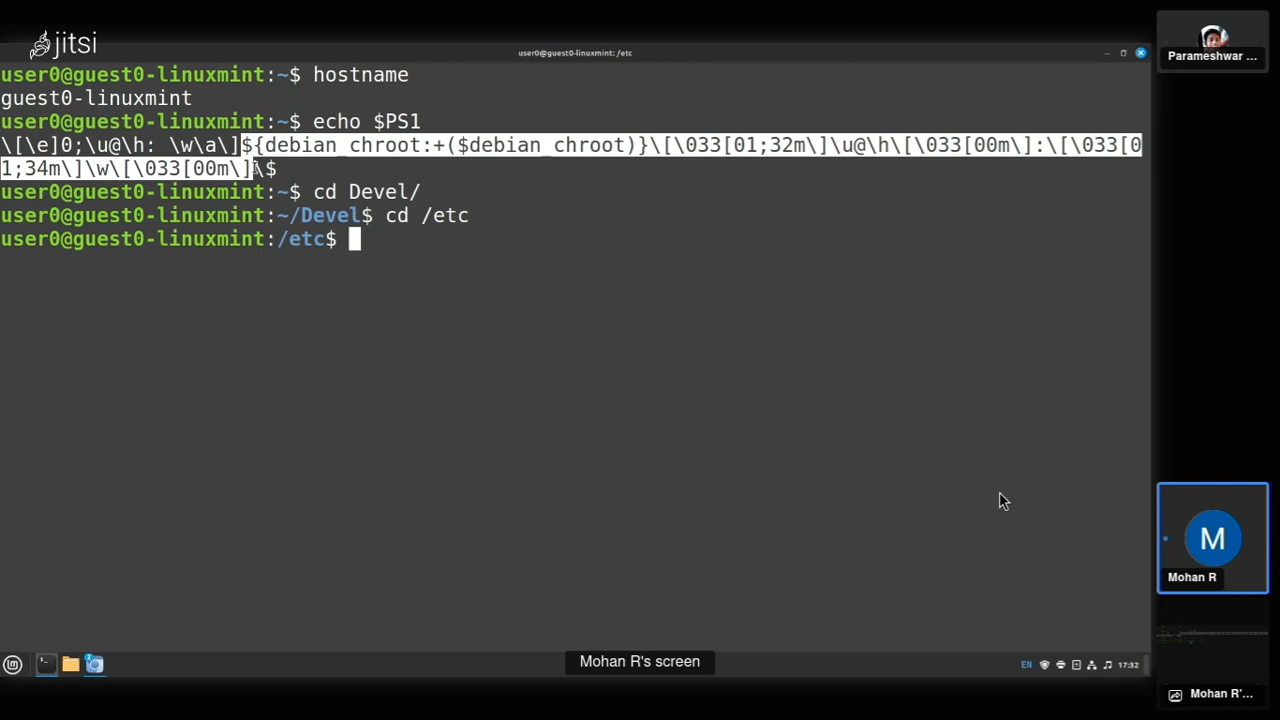 jitsi
user0@guest0-linuxmint: /etc
Parameshwar ...
user0@guest0-linuxmint:~$ hostname
guest0-linuxmint
user0@guest0-linuxmint:~$ echo $PS1
\[\e]0;\u@\h: \w\a\]${debian_chroot:+($debian_chroot)}\[\033[01;32m\]\u@\h\[\033[00m\]:\[\033[0
1;34m\]\w\[\033[00m\]\$
user0@guest0-linuxmint:~$ cd Devel/
user0@guest0-linuxmint:~/Devel$ cd /etc
user0@guest0-linuxmint:/etc$
M
Mohan R
Mohan R's screen
EN
17:32
Mohan R'...